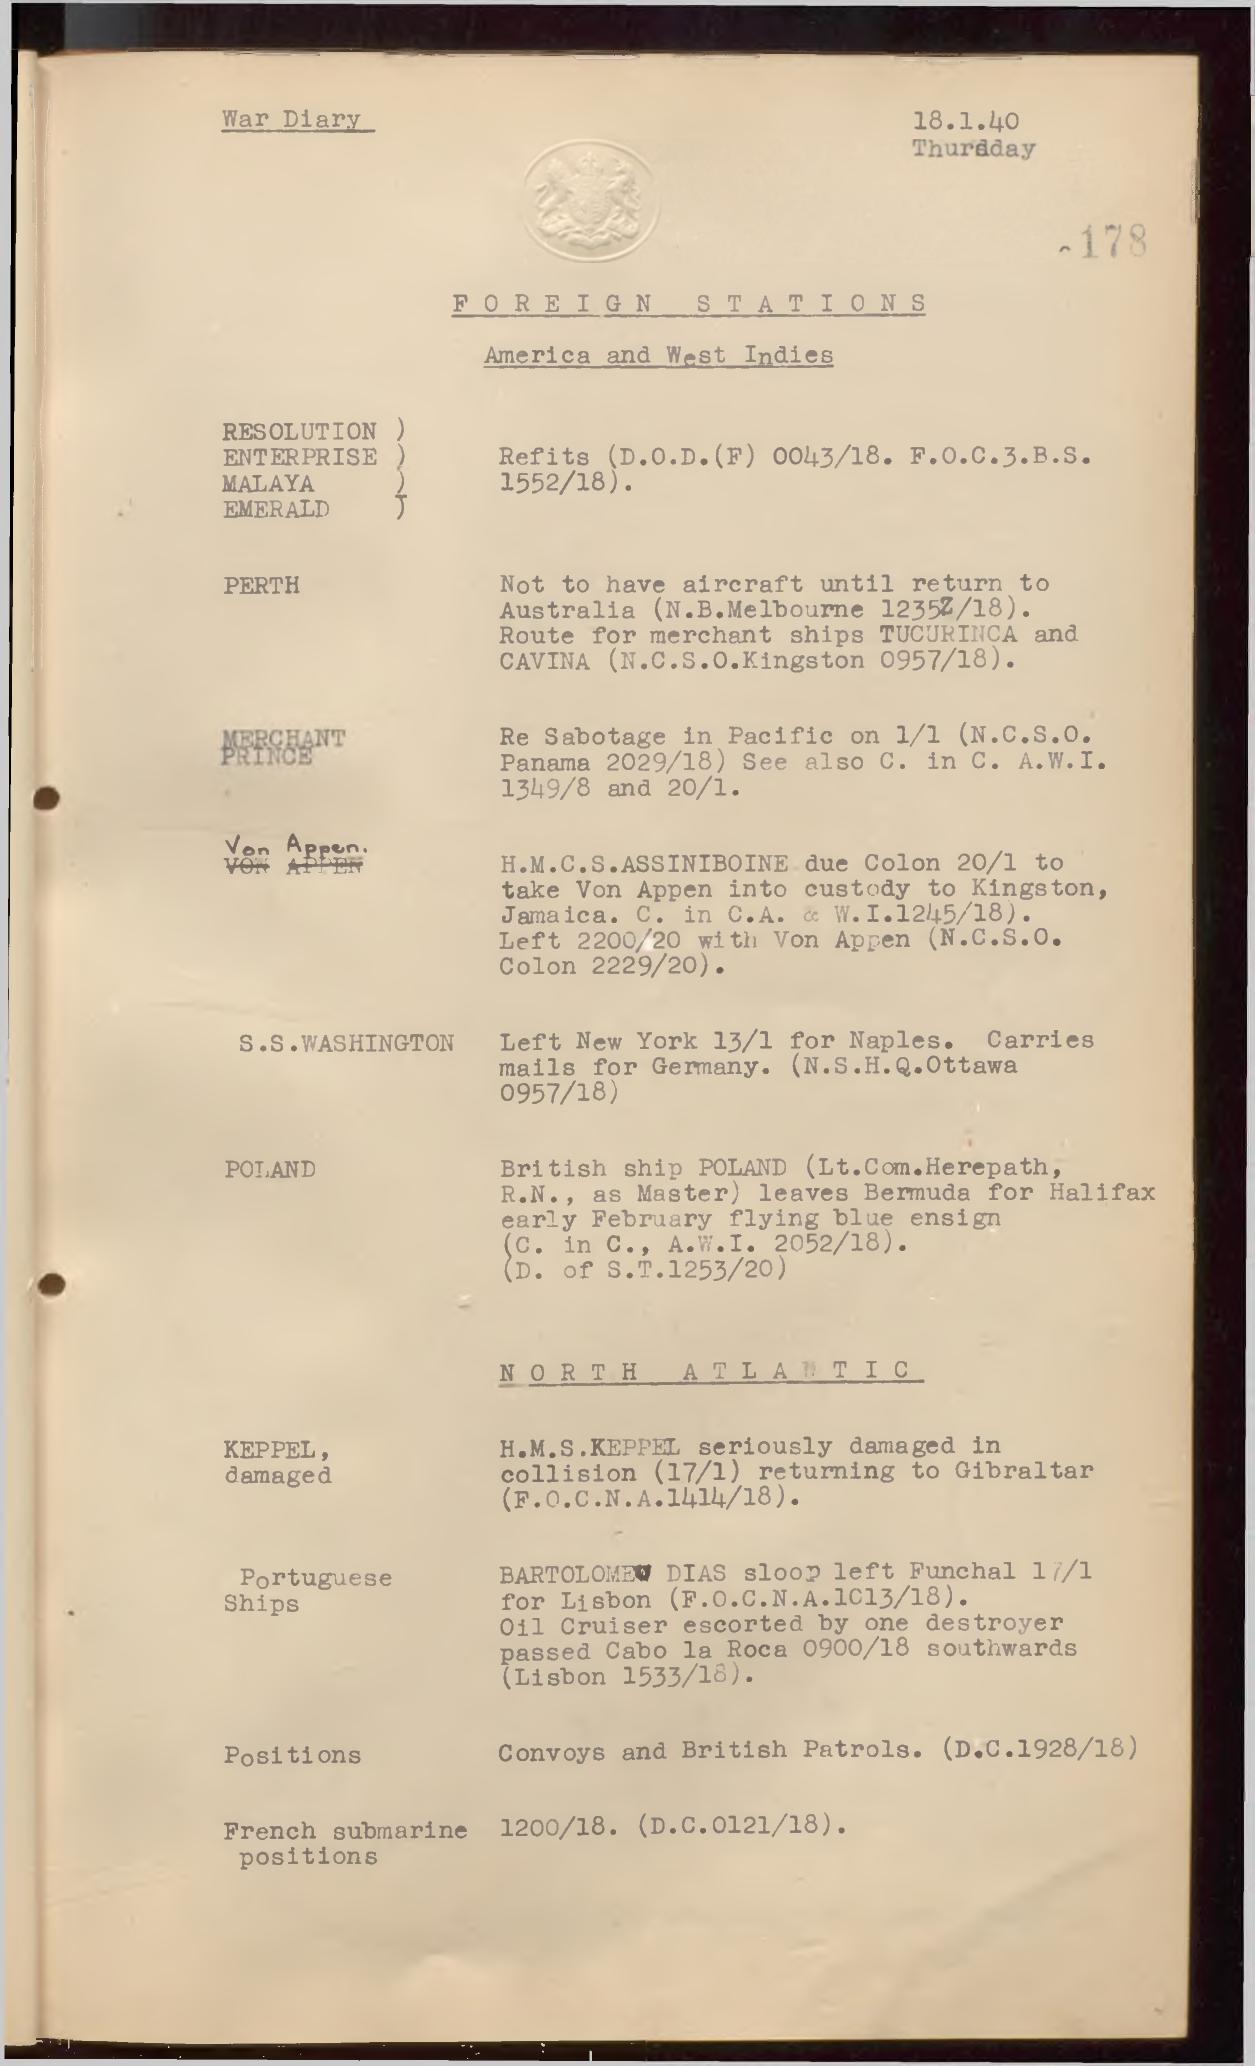 War Diary
18.1.40
Thursday
178
FOREIGN STATIONS
America and West Indies
RESOLUTION )
ENTERPRISE ) Refits (D.O.D.(F) 0043/18. F.O.C.3.B.S.
MALAYA ) 1552/18).
EMERALD )
PERTH Not to have aircraft until return to
Australia (N.B.Melbourne 1235Z/18).
Route for merchant ships TUCURINCA and
CAVINA (N.C.S.O.Kingston 0957/18).
MERCHANT Re Sabotage in Pacific on 1/1 (N.C.S.O.
PRINCE Panama 2029/18) See also C. in C. A.W.I.
1349/8 and 20/1.
Von Appen.
VON APPEN H.M.C.S.ASSINIBOINE due Colon 20/1 to
take Von Appen into custody to Kingston,
Jamaica. C. in C.A. & W.I.1245/18).
Left 2200/20 with Von Appen (N.C.S.O.
Colon 2229/20).
S.S.WASHINGTON Left New York 13/1 for Naples. Carries
mails for Germany. (N.S.H.Q.Ottawa
0957/18)
POLAND British ship POLAND (Lt.Com.Herepath,
R.N., as Master) leaves Bermuda for Halifax
early February flying blue ensign
(C. in C., A.W.I. 2052/18).
(D. of S.T.1253/20)
NORTH ATLANTIC
KEPPEL, H.M.S.KEPPEL seriously damaged in
damaged collision (17/1) returning to Gibraltar
(F.O.C.N.A.1414/18).
Portuguese BARTOLOMEU DIAS sloop left Funchal 17/1
Ships for Lisbon (F.O.C.N.A.1013/18).
Oil Cruiser escorted by one destroyer
passed Cabo la Roca 0900/18 southwards
(Lisbon 1533/18).
Positions Convoys and British Patrols. (D.C.1928/18)
French submarine 1200/18. (D.C.0121/18).
positions